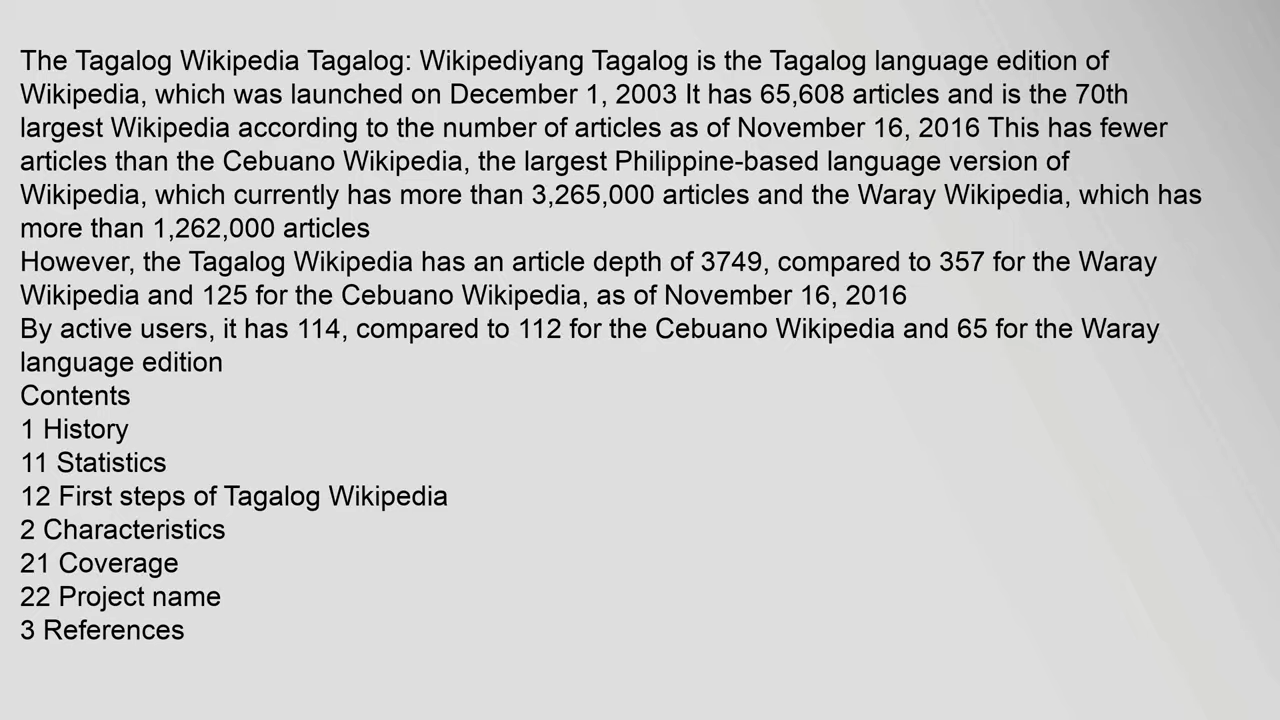 The Tagalog Wikipedia Tagalog: Wikipediyang Tagalog is the Tagalog language edition of
Wikipedia, which was launched on December 1, 2003 It has 65,608 articles and is the 70th
largest Wikipedia according to the number of articles as of November 16, 2016 This has fewer
articles than the Cebuano Wikipedia, the largest Philippine-based language version of
Wikipedia, which currently has more than 3,265,000 articles and the Waray Wikipedia, which has
more than 1,262,000 articles
However, the Tagalog Wikipedia has an article depth of 3749, compared to 357 for the Waray
Wikipedia and 125 for the Cebuano Wikipedia, as of November 16, 2016
By active users, it has 114, compared to 112 for the Cebuano Wikipedia and 65 for the Waray
language edition
Contents
1 History
11 Statistics
12 First steps of Tagalog Wikipedia
2 Characteristics
21 Coverage
22 Project name
3 References